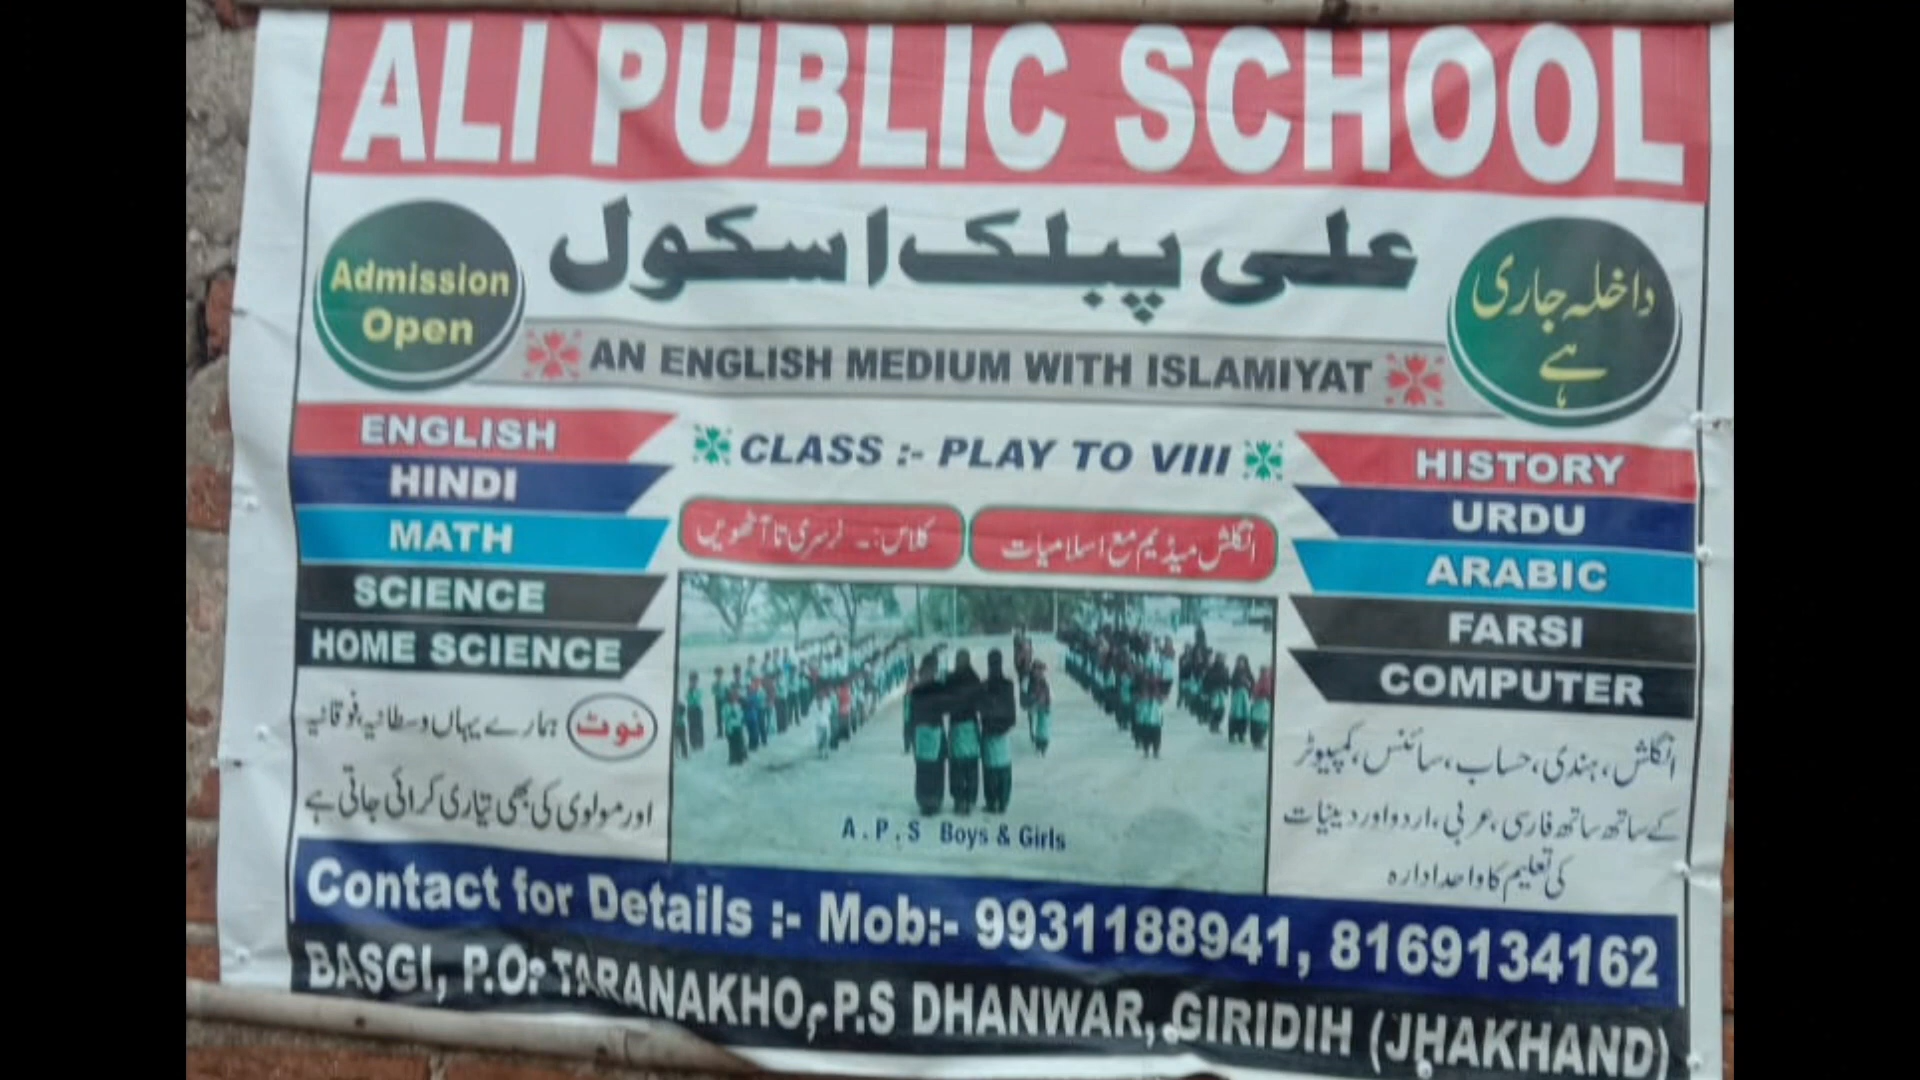 ALI PUBLIC SCHOOL
علی پبلک اسکول
Admission
Open
داخلہ جاری
ہے
AN ENGLISH MEDIUM WITH ISLAMIYAT
CLASS :- PLAY TO VIII
انگلش میڈیم مع اسلامیات
کلاس:۔ نرسری تا آٹھویں
ENGLISH
HINDI
MATH
SCIENCE
HOME SCIENCE
HISTORY
URDU
ARABIC
FARSI
COMPUTER
انگلش، ہندی، حساب، سائنس، کمپیوٹر
کے ساتھ ساتھ فارسی، عربی، اردو اور دینیات
کی تعلیم کا واحد ادارہ
نوٹ ہمارے یہاں وسطانیہ، فوقانیہ
اور مولوی کی بھی تیاری کرائی جاتی ہے
A.P.S Boys & Girls
Contact for Details :- Mob:- 9931188941, 8169134162
BASGI, P.O: TARANAKHO, P.S DHANWAR, GIRIDIH (JHAKHAND)